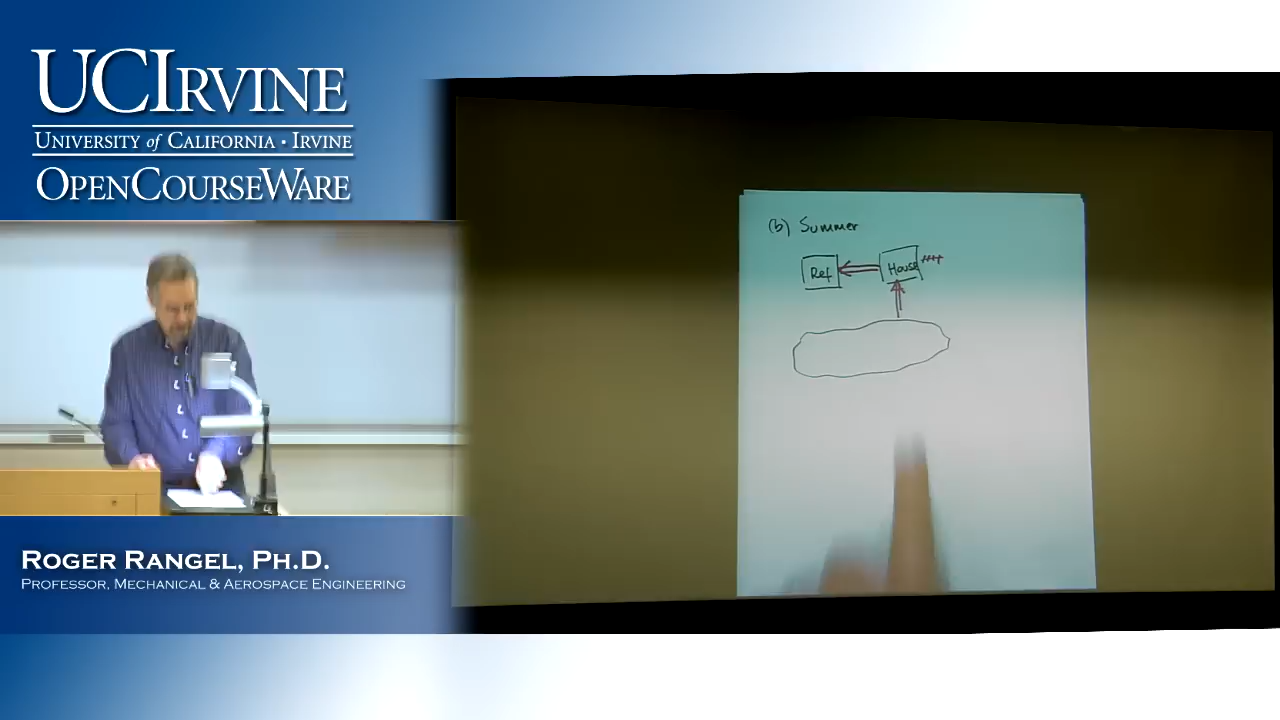 UCIRVINE
UNIVERSITY of CALIFORNIA · IRVINE
OPENCOURSEWARE
(b) Summer
Ref
House
ROGER RANGEL, PH.D.
PROFESSOR, MECHANICAL & AEROSPACE ENGINEERING